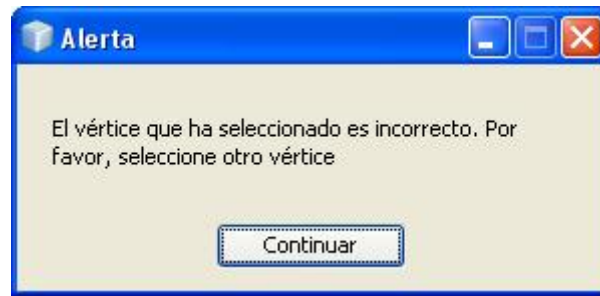 Alerta
El vértice que ha seleccionado es incorrecto. Por
favor, seleccione otro vértice
Continuar